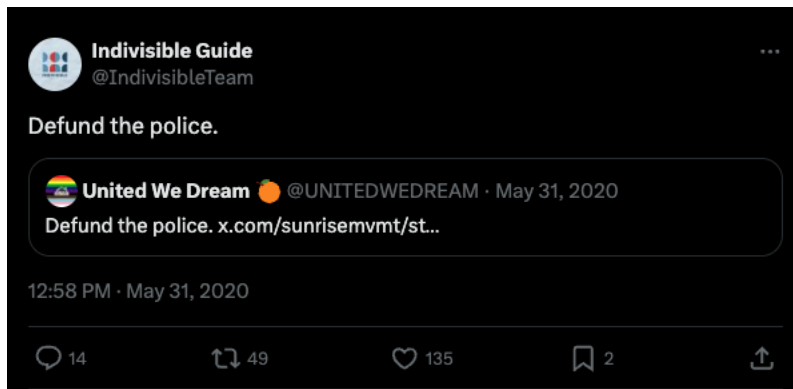 Indivisible Guide
@IndivisibleTeam
Defund the police.
United We Dream 🍊 @UNITEDWEDREAM · May 31, 2020
Defund the police. x.com/sunrisemvmt/st...
12:58 PM · May 31, 2020
14 49 135 2